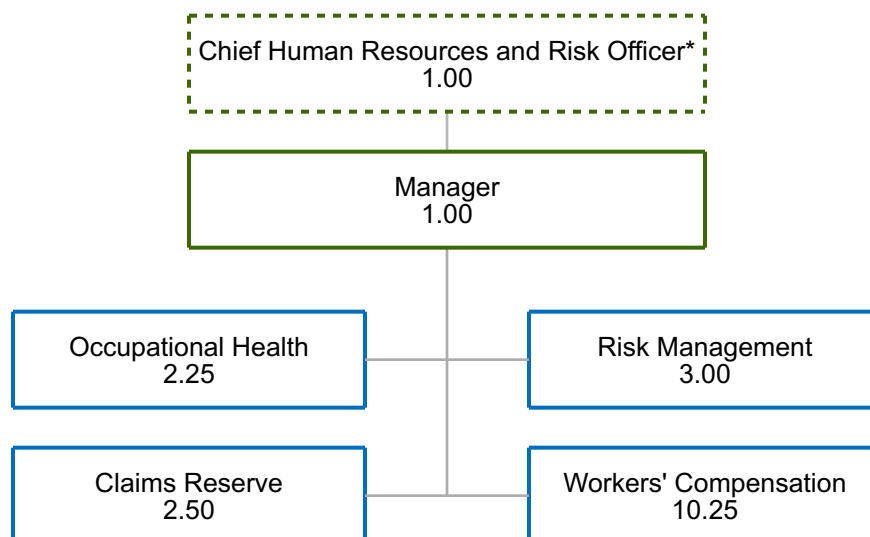 Chief Human Resources and Risk Officer*
1.00
Manager
1.00
Occupational Health
2.25
Risk Management
3.00
Claims Reserve
2.50
Workers' Compensation
10.25